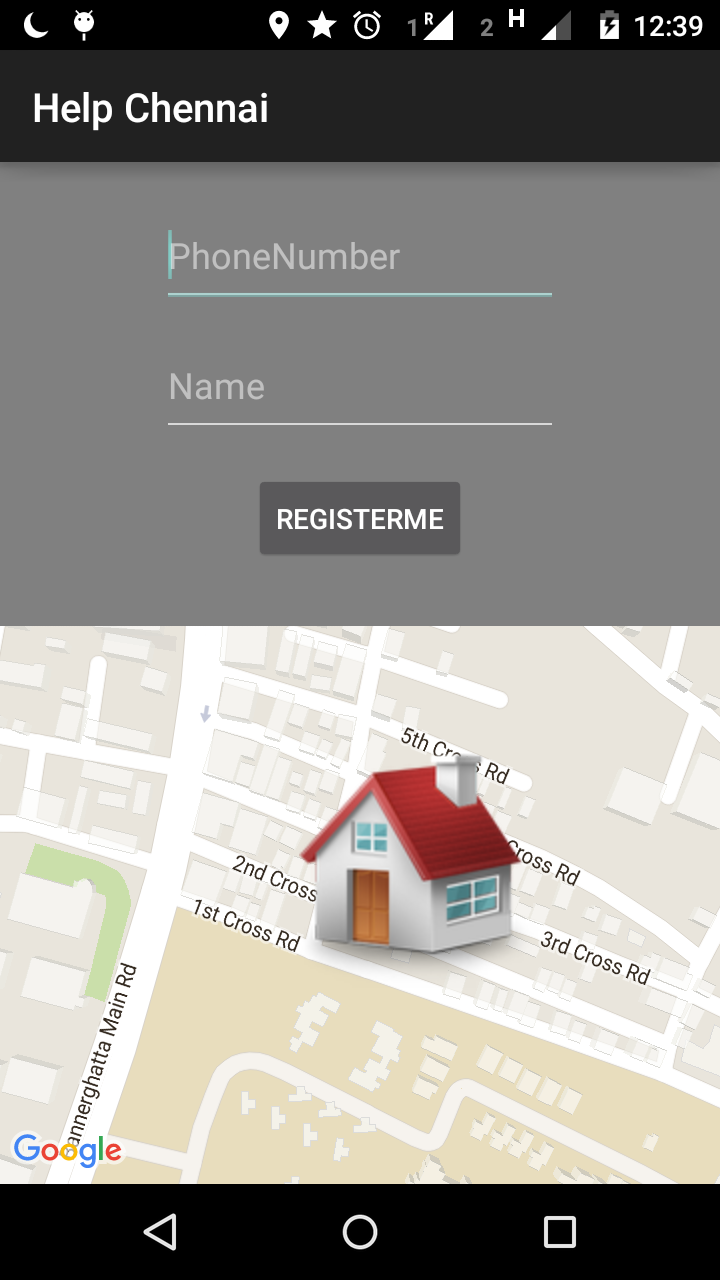 1 R 2 H 12:39
Help Chennai
PhoneNumber
Name
REGISTERME
5th Cross Rd
Cross Rd
2nd Cross
1st Cross Rd
3rd Cross Rd
annerghatta Main Rd
Google